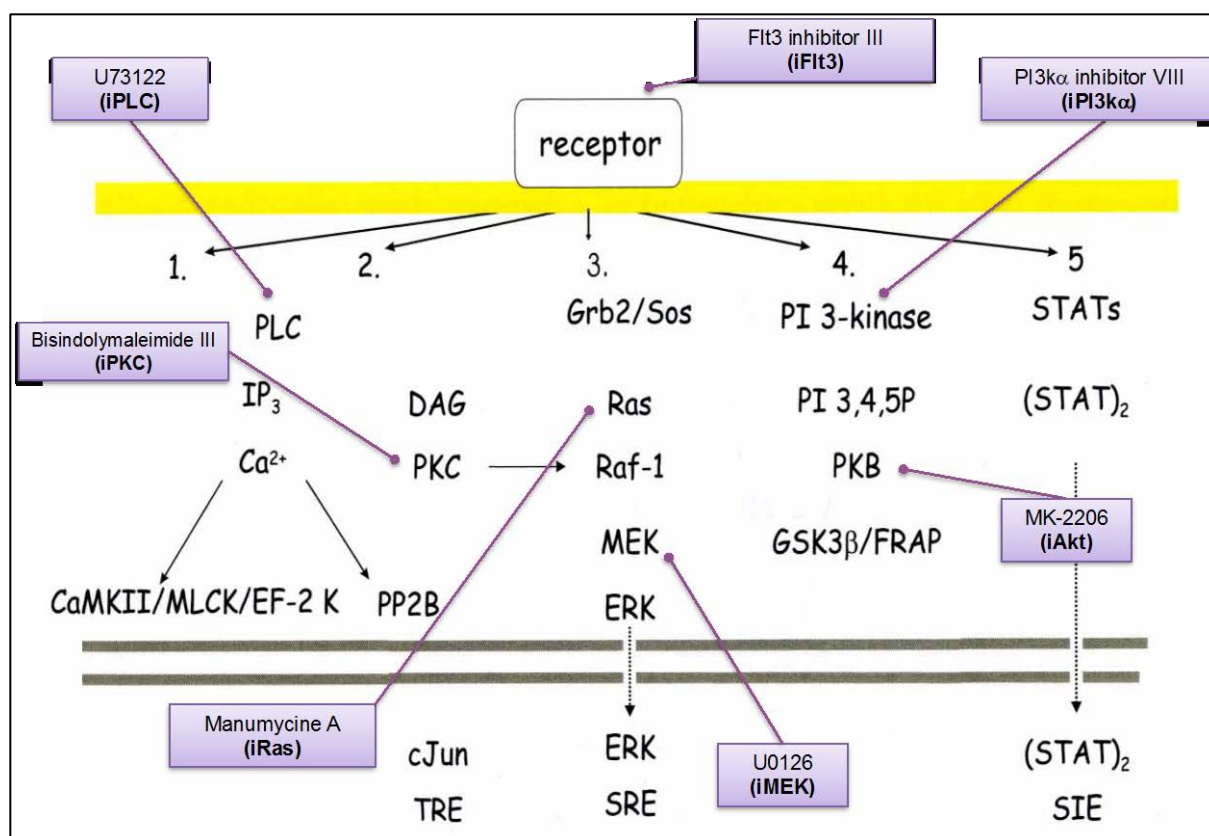 Flt3 inhibitor III
(iFlt3)
U73122
(iPLC)
PI3kα inhibitor VIII
(iPI3kα)
receptor
1.
2.
3.
4.
5
PLC
Grb2/Sos
PI 3-kinase
STATs
Bisindolymaleimide III
(iPKC)
IP₃
DAG
Ras
PI 3,4,5P
(STAT)₂
Ca²⁺
PKC
Raf-1
PKB
MK-2206
(iAkt)
MEK
GSK3β/FRAP
CaMKII/MLCK/EF-2 K
PP2B
ERK
Manumycine A
(iRas)
U0126
(iMEK)
cJun
ERK
(STAT)₂
TRE
SRE
SIE